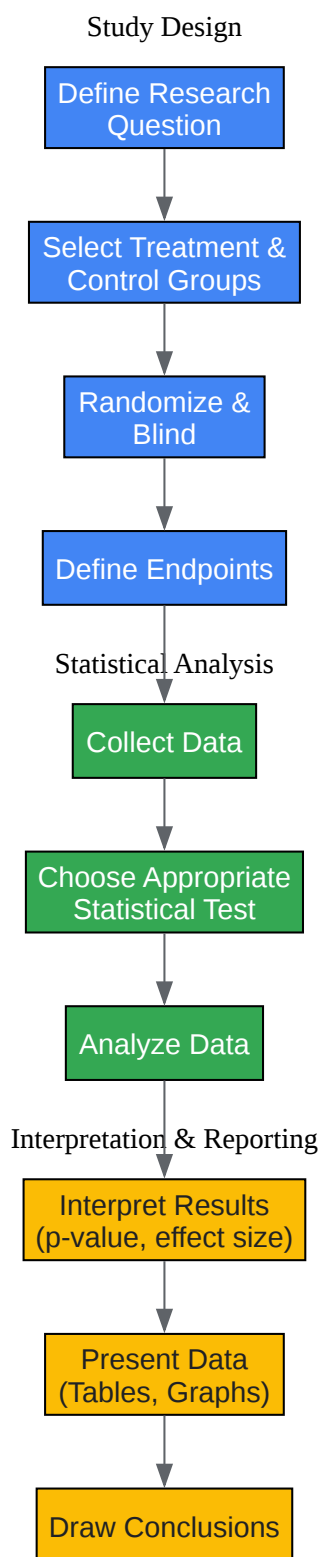 Study Design
Define Research
Question
Select Treatment &
Control Groups
Randomize &
Blind
Define Endpoints
Statistical Analysis
Collect Data
Choose Appropriate
Statistical Test
Analyze Data
Interpretation & Reporting
Interpret Results
(p-value, effect size)
Present Data
(Tables, Graphs)
Draw Conclusions